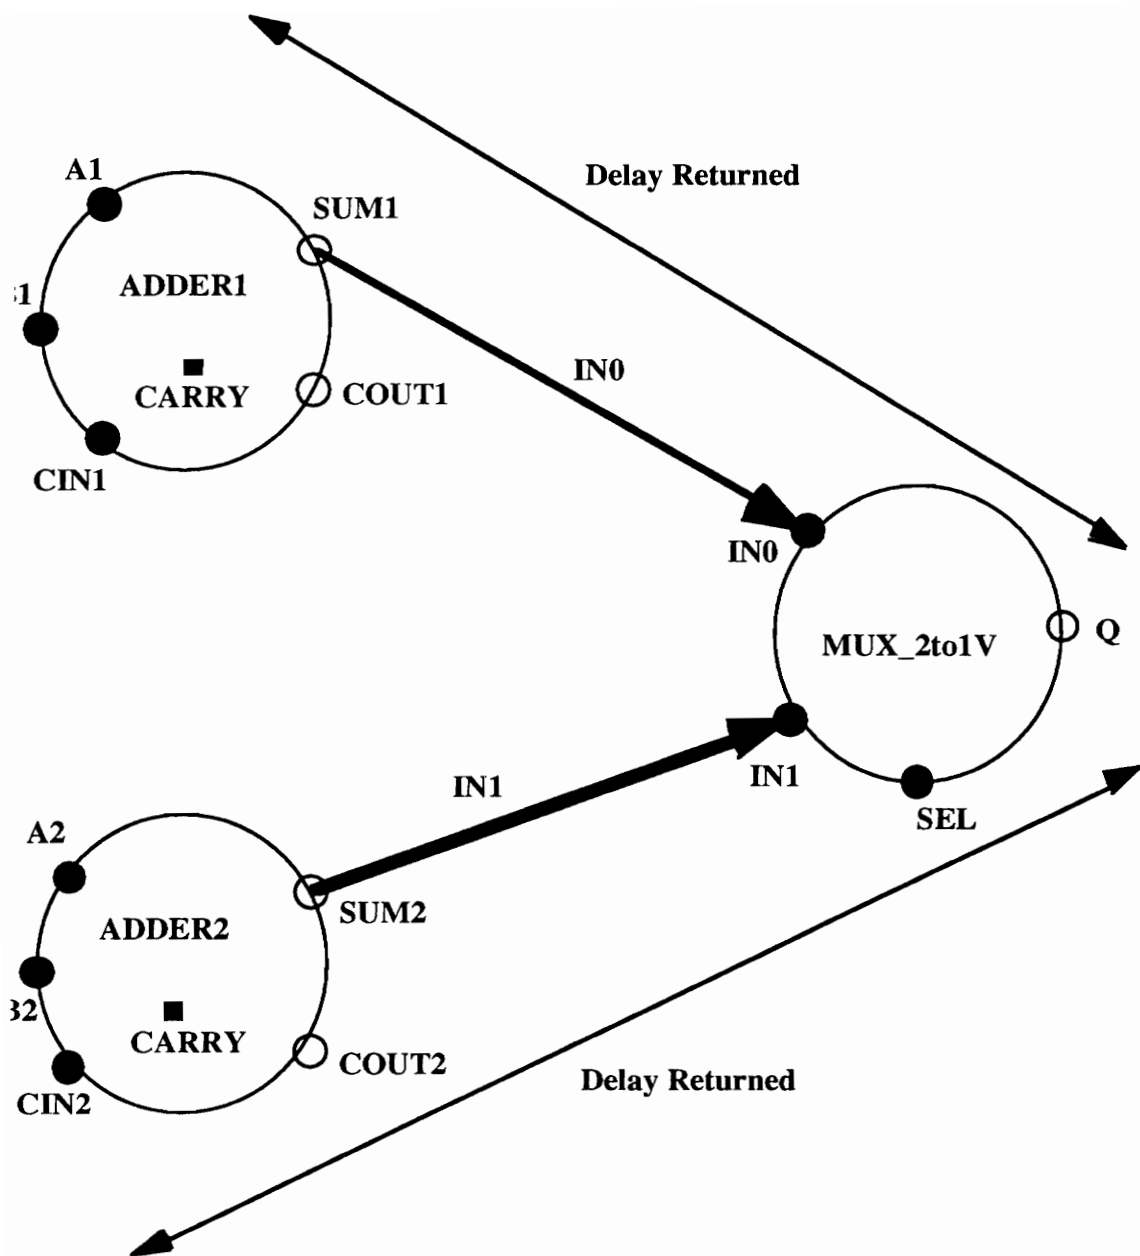 A1
Delay Returned
SUM1
ADDER1
IN0
CARRY
COUT1
CIN1
IN0
MUX_2to1V
Q
IN1
IN1
SEL
A2
SUM2
ADDER2
CARRY
COUT2
CIN2
Delay Returned